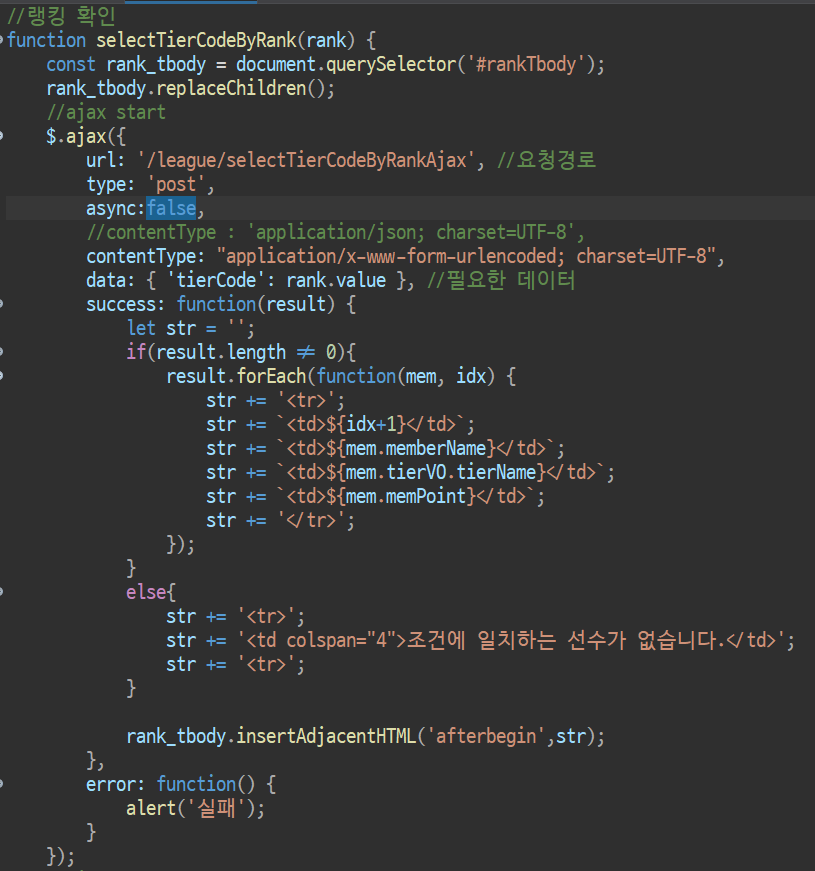 //랭킹 확인
function selectTierCodeByRank(rank) {
    const rank_tbody = document.querySelector('#rankTbody');
    rank_tbody.replaceChildren();
    //ajax start
    $.ajax({
        url: '/league/selectTierCodeByRankAjax', //요청경로
        type: 'post',
        async:false,
        //contentType : 'application/json; charset=UTF-8',
        contentType: "application/x-www-form-urlencoded; charset=UTF-8",
        data: { 'tierCode': rank.value }, //필요한 데이터
        success: function(result) {
            let str = '';
            if(result.length != 0){
                result.forEach(function(mem, idx) {
                    str += '<tr>';
                    str += `<td>${idx+1}</td>`;
                    str += `<td>${mem.memberName}</td>`;
                    str += `<td>${mem.tierVO.tierName}</td>`;
                    str += `<td>${mem.memPoint}</td>`;
                    str += '</tr>';
                });
            }
            else{
                str += '<tr>';
                str += '<td colspan="4">조건에 일치하는 선수가 없습니다.</td>';
                str += '<tr>';
            }

            rank_tbody.insertAdjacentHTML('afterbegin',str);
        },
        error: function() {
            alert('실패');
        }
    });